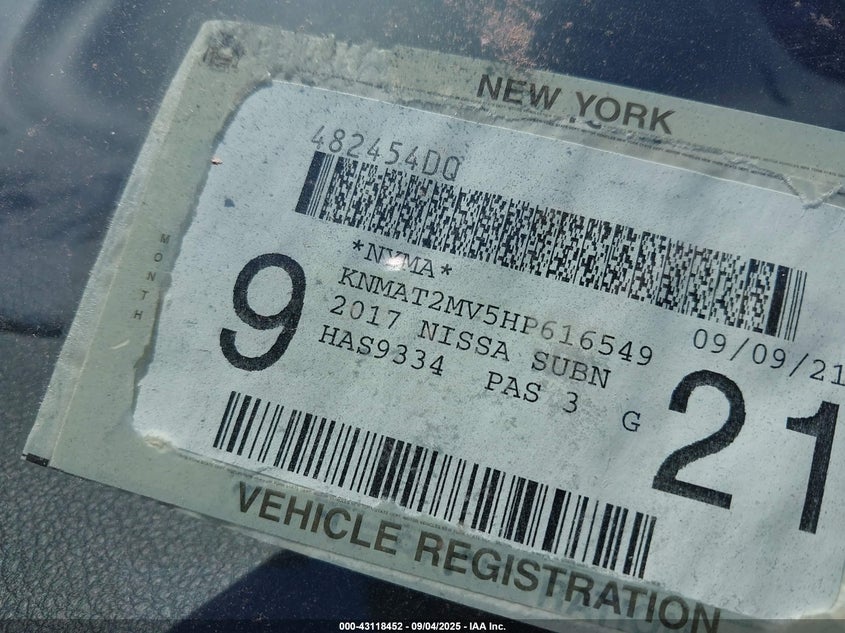 NEW YORK
482454DQ
*NYMA*
KNMAT2MV5HP616549
09/09/21
2017 NISSA SUBN
HAS9334 PAS 3 G
MONTH
9
21
VEHICLE REGISTRATION
000-43118452 - 09/04/2025 - IAA Inc.